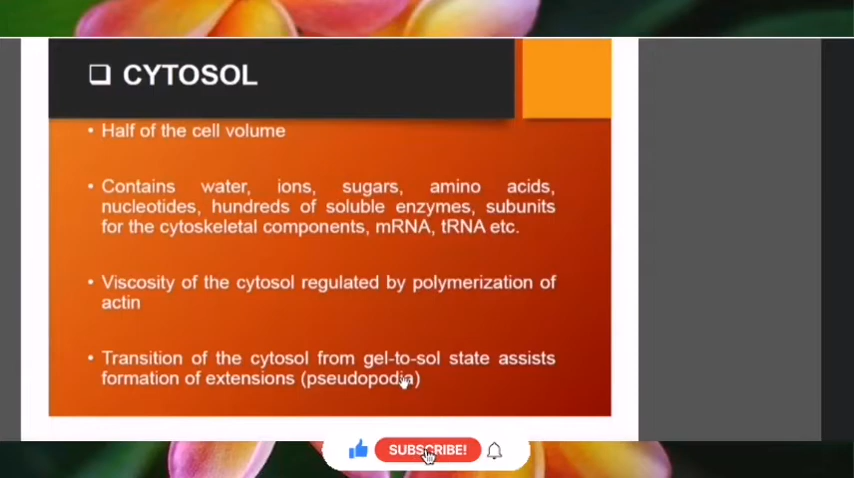 ❑ CYTOSOL
• Half of the cell volume
• Contains water, ions, sugars, amino acids,
nucleotides, hundreds of soluble enzymes, subunits
for the cytoskeletal components, mRNA, tRNA etc.
• Viscosity of the cytosol regulated by polymerization of
actin
• Transition of the cytosol from gel-to-sol state assists
formation of extensions (pseudopodia)
SUBSCRIBE!